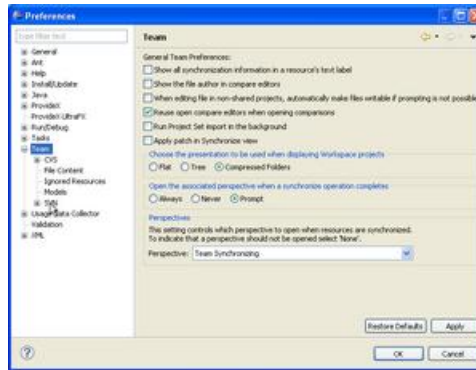 Preferences
type filter text
General
Ant
Help
Install/Update
Java
ProvideX
ProvideX UltraFX
Run/Debug
Tasks
Team
CVS
File Content
Ignored Resources
Models
SVN
Usage Data Collector
Validation
XML
Team
General Team Preferences:
Show all synchronization information in a resource's text label
Show the file author in compare editors
When editing file in non-shared projects, automatically make files writable if prompting is not possible
Reuse open compare editors when opening comparisons
Run Project Set import in the background
Apply patch in Synchronize view
Choose the presentation to be used when displaying Workspace projects
Flat Tree Compressed Folders
Open the associated perspective when a synchronize operation completes
Always Never Prompt
Perspectives
This setting controls which perspective to open when resources are synchronized.
To indicate that a perspective should not be opened select 'None'.
Perspective: Team Synchronizing
Restore Defaults Apply
OK Cancel